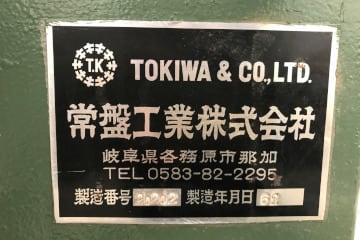 T.K
TOKIWA & CO., LTD.
常盤工業株式会社
岐阜県各務原市那加
TEL 0583-82-2295
製造番号 製造年月日